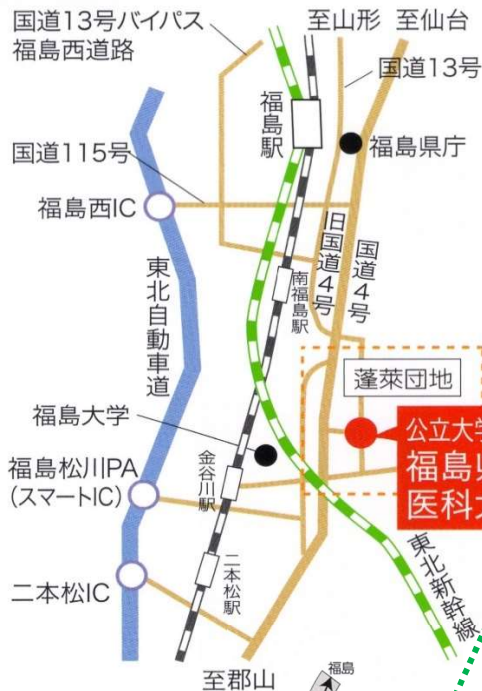 国道13号バイパス
福島西道路
至山形 至仙台
国道13号
福島駅
福島県庁
国道115号
福島西IC
旧国道4号
国道4号
南福島駅
東北自動車道
蓬萊団地
福島大学
公立大学
福島県
医科大
金谷川駅
福島松川PA
(スマートIC)
二本松駅
二本松IC
東北新幹線
至郡山
福島